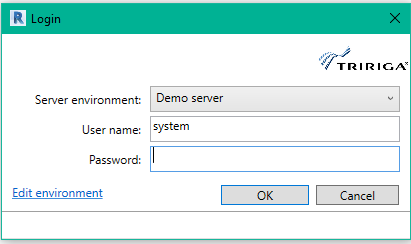 R Login
TRIRIGA
Server environment: Demo server
User name: system
Password:
Edit environment OK Cancel